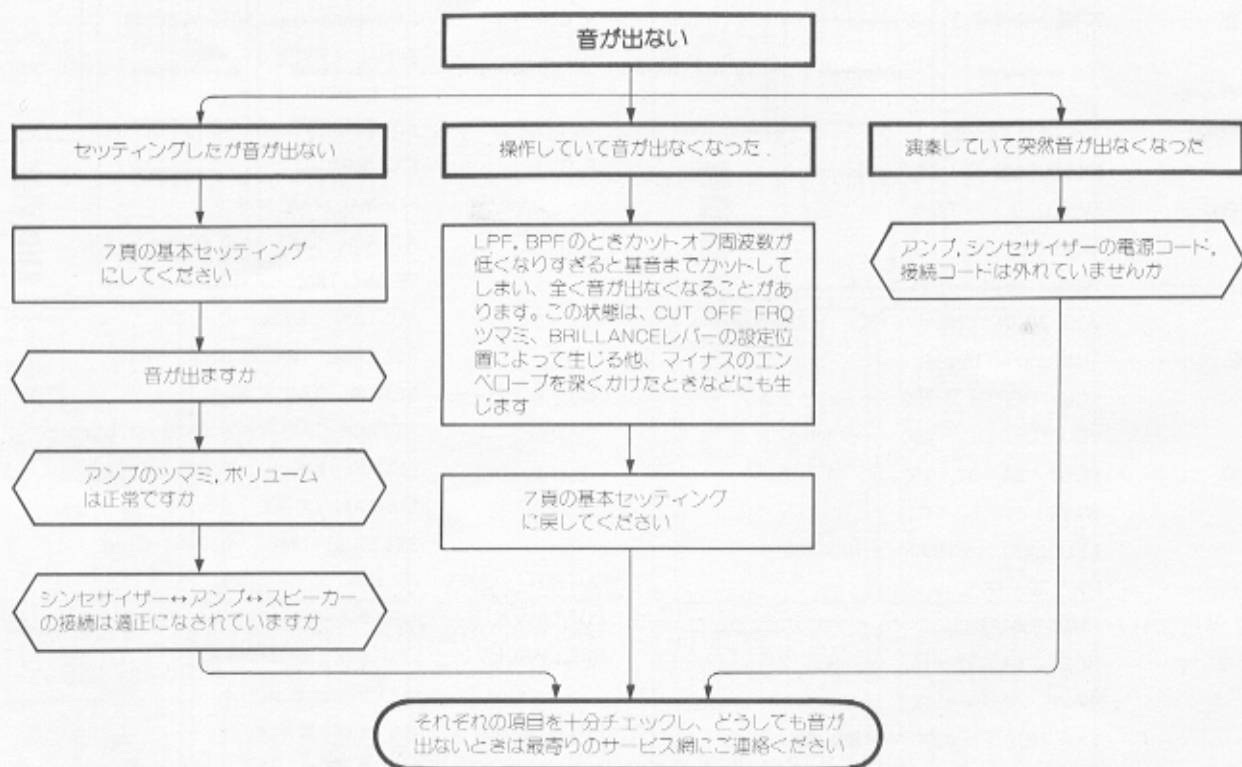 音が出ない
セッティングしたが音が出ない
操作していて音が出なくなった.
演奏していて突然音が出なくなった
7頁の基本セッティング
にしてください
音が出ますか
アンプのツマミ,ボリューム
は正常ですか
シンセサイザー↔アンプ↔スピーカー
の接続は適正になされていますか
LPF, BPFのときカットオフ周波数が
低くなりすぎると基音までカットして
しまい、全く音が出なくなることがあ
ります。この状態は、CUT OFF FRQ
ツマミ、BRILLANCEレバーの設定位
置によって生じる他、マイナスのエン
ベロープを深くかけたときなどにも生
じます
7頁の基本セッティング
に戻してください
アンプ,シンセサイザーの電源コード,
接続コードは外れていませんか
それぞれの項目を十分チェックし、どうしても音が
出ないときは最寄りのサービス網にご連絡ください